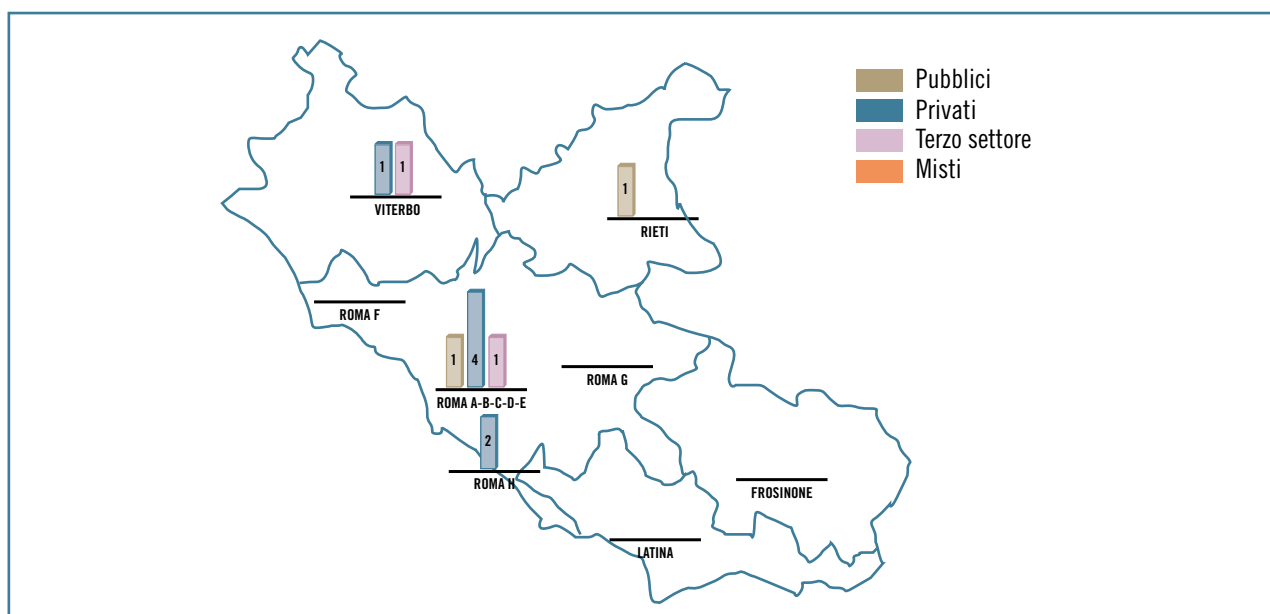 Pubblici
Privati
Terzo settore
Misti
1 1
VITERBO
1
RIETI
ROMA F
1 4 1
ROMA A-B-C-D-E
ROMA G
2
ROMA H
FROSINONE
LATINA